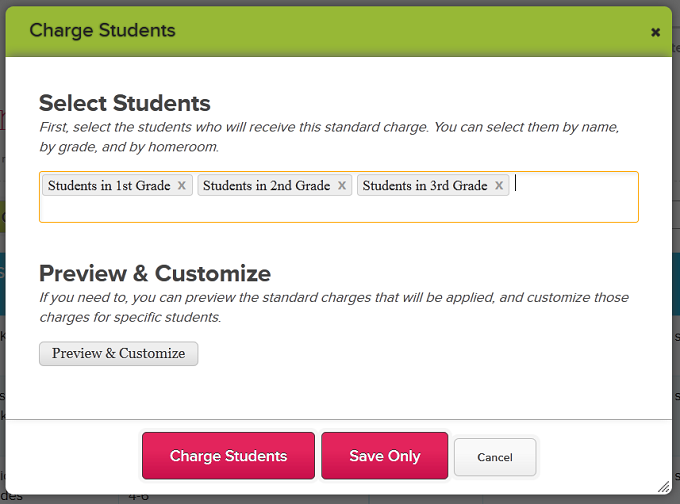 Charge Students
Select Students
First, select the students who will receive this standard charge. You can select them by name,
by grade, and by homeroom.
Students in 1st Grade x Students in 2nd Grade x Students in 3rd Grade x
Preview & Customize
If you need to, you can preview the standard charges that will be applied, and customize those
charges for specific students.
Preview & Customize
Charge Students Save Only Cancel
4-6